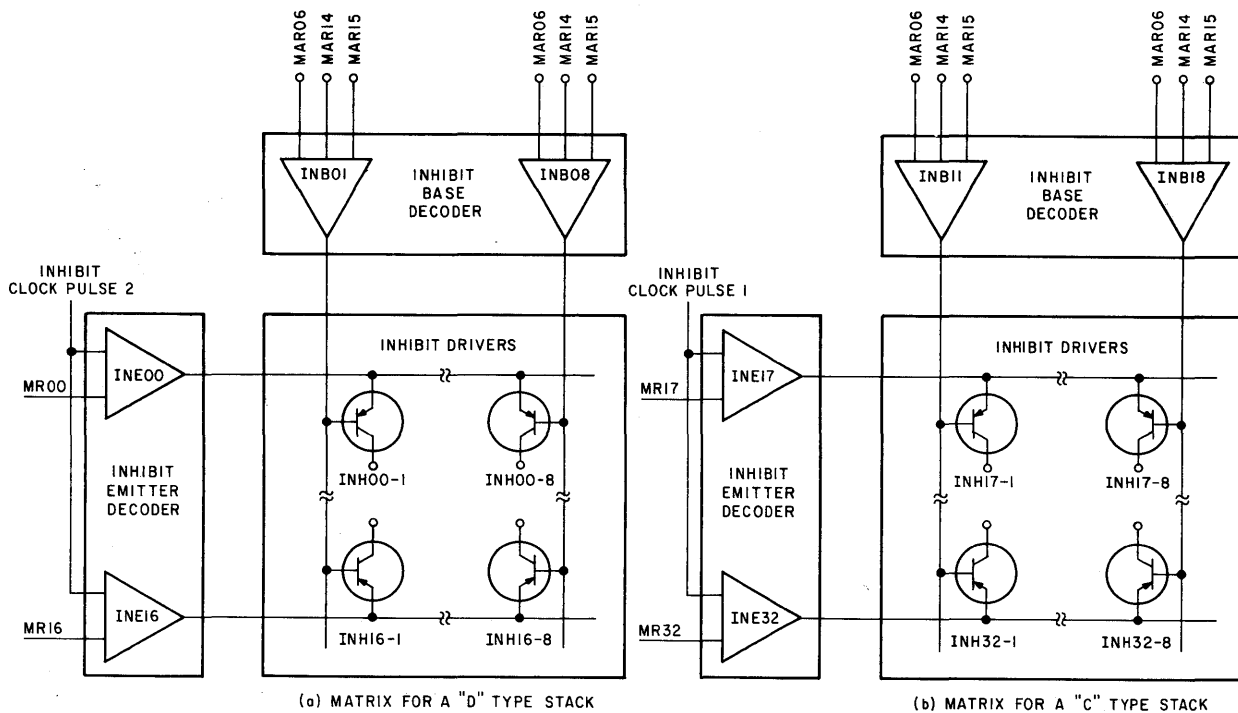 MAR06
MAR14
MAR15
MAR06
MAR14
MAR15
INB01
INHIBIT
BASE
DECODER
INB08
INHIBIT
CLOCK PULSE 2
MR00
INE00
INHIBIT
EMITTER
DECODER
MR16
INE16
INHIBIT DRIVERS
INH00-1
INH00-8
INH16-1
INH16-8
(a) MATRIX FOR A "D" TYPE STACK
MAR06
MAR14
MAR15
MAR06
MAR14
MAR15
INB11
INHIBIT
BASE
DECODER
INB18
INHIBIT
CLOCK PULSE 1
MR17
INE17
INHIBIT
EMITTER
DECODER
MR32
INE32
INHIBIT DRIVERS
INH17-1
INH17-8
INH32-1
INH32-8
(b) MATRIX FOR A "C" TYPE STACK